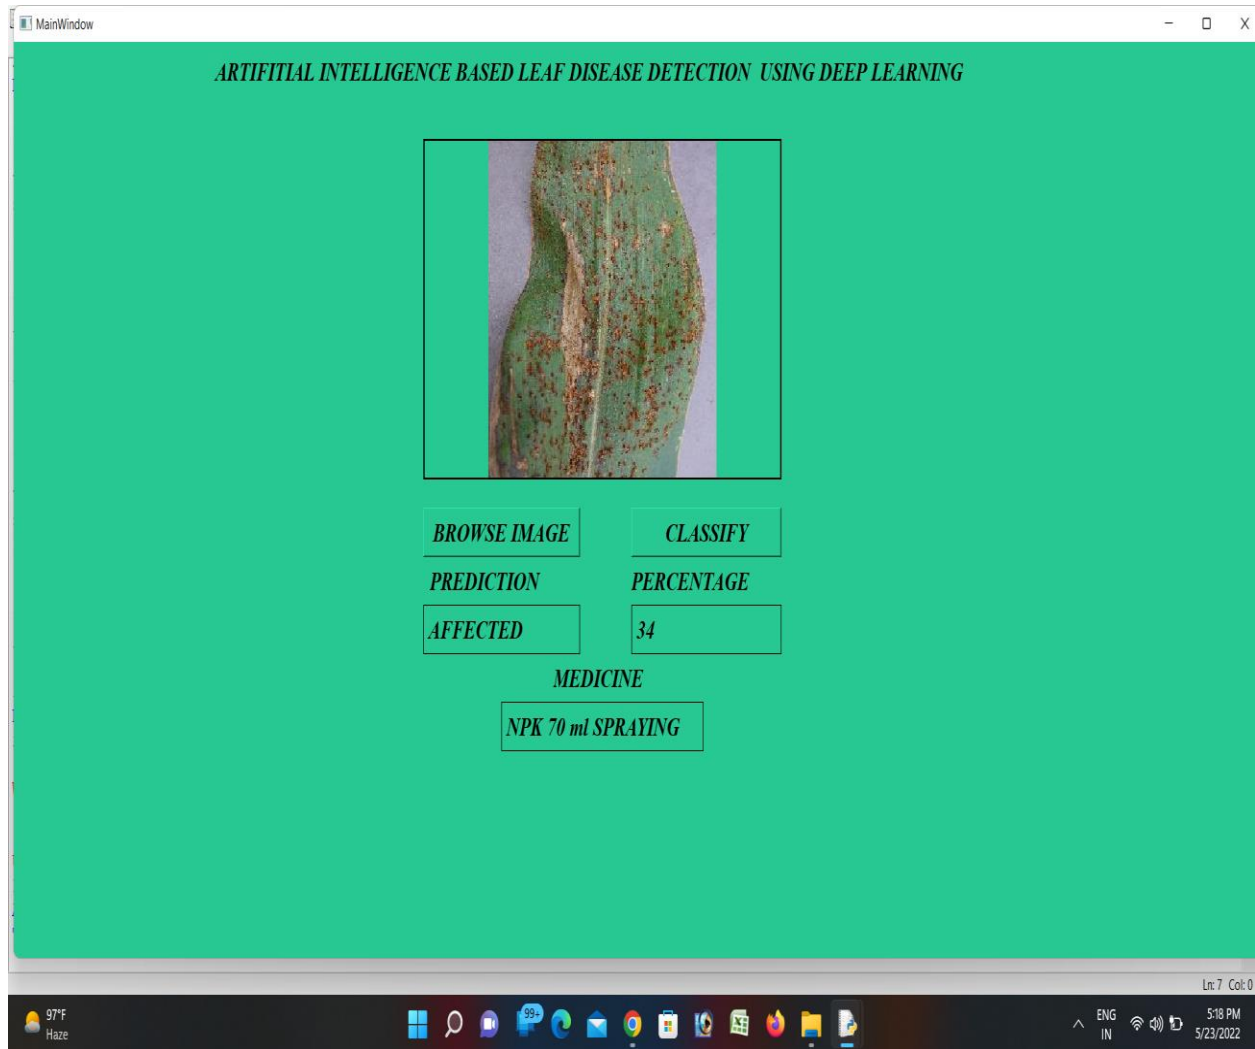 MainWindow
ARTIFITIAL INTELLIGENCE BASED LEAF DISEASE DETECTION USING DEEP LEARNING
BROWSE IMAGE CLASSIFY
PREDICTION PERCENTAGE
AFFECTED 34
MEDICINE
NPK 70 ml SPRAYING
Ln: 7 Col: 0
97°F
Haze
99+
ENG
IN
5:18 PM
5/23/2022